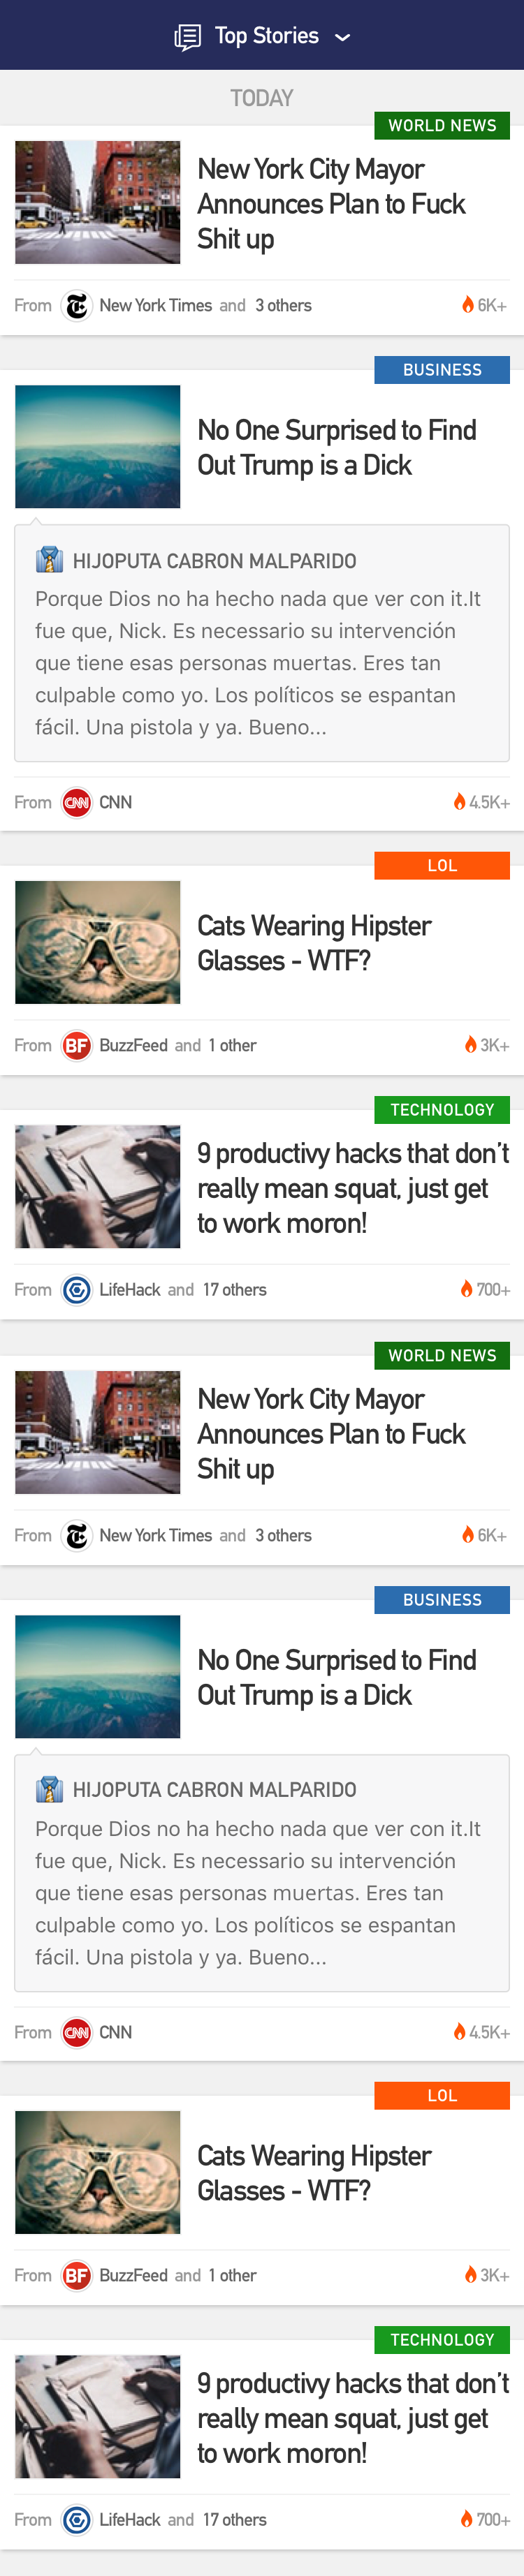 Top Stories
TODAY
WORLD NEWS
New York City Mayor
Announces Plan to Fuck
Shit up
From New York Times and 3 others 6K+
BUSINESS
No One Surprised to Find
Out Trump is a Dick
HIJOPUTA CABRON MALPARIDO
Porque Dios no ha hecho nada que ver con it.It
fue que, Nick. Es necessario su intervención
que tiene esas personas muertas. Eres tan
culpable como yo. Los políticos se espantan
fácil. Una pistola y ya. Bueno...
From CNN CNN 4.5K+
LOL
Cats Wearing Hipster
Glasses - WTF?
From BF BuzzFeed and 1 other 3K+
TECHNOLOGY
9 productivy hacks that don't
really mean squat, just get
to work moron!
From LifeHack and 17 others 700+
WORLD NEWS
New York City Mayor
Announces Plan to Fuck
Shit up
From New York Times and 3 others 6K+
BUSINESS
No One Surprised to Find
Out Trump is a Dick
HIJOPUTA CABRON MALPARIDO
Porque Dios no ha hecho nada que ver con it.It
fue que, Nick. Es necessario su intervención
que tiene esas personas muertas. Eres tan
culpable como yo. Los políticos se espantan
fácil. Una pistola y ya. Bueno...
From CNN CNN 4.5K+
LOL
Cats Wearing Hipster
Glasses - WTF?
From BF BuzzFeed and 1 other 3K+
TECHNOLOGY
9 productivy hacks that don't
really mean squat, just get
to work moron!
From LifeHack and 17 others 700+